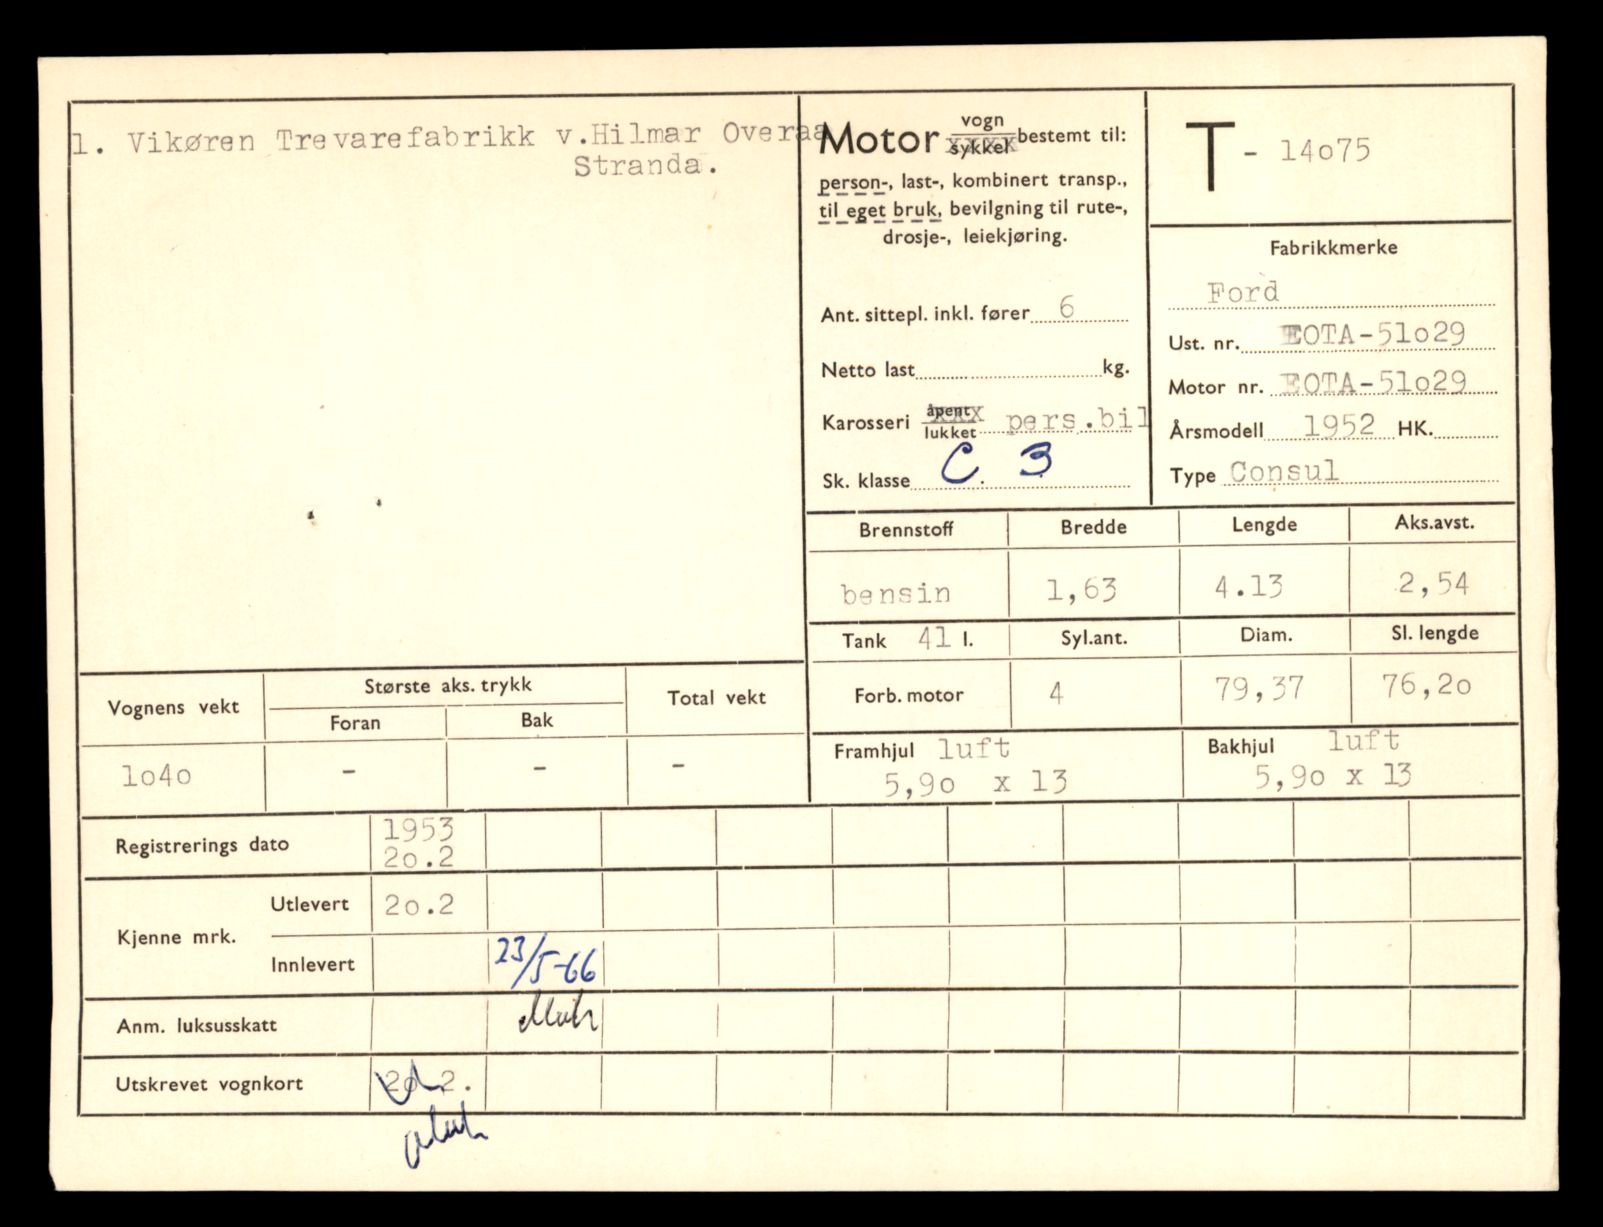 1. Vikøren Trevarefabrikk v.Hilmar Overaa
Stranda.
Motor vogn sykkel bestemt til:
person-, last-, kombinert transp.,
til eget bruk, bevilgning til rute-,
drosje-, leiekjøring.
Ant. sittepl. inkl. fører 6
Netto last kg.
Karosseri åpent lukket pers.bil
Sk. klasse C. 3
T - 14o75
Fabrikkmerke
Ford
Ust. nr. EOTA-51o29
Motor nr. EOTA-51o29
Årsmodell 1952 HK.
Type Consul
Brennstoff Bredde Lengde Aks.avst.
bensin 1,63 4.13 2,54
Tank 41 l. Syl.ant. Diam. Sl. lengde
Forb. motor 4 79,37 76,2o
Framhjul luft Bakhjul luft
5,9o x 13 5,9o x 13
Vognens vekt Største aks. trykk Total vekt
Foran Bak
1o4o - - -
Registrerings dato 1953
2o.2
Kjenne mrk. Utlevert 2o.2
Innlevert 23/5-66
Anm. luksusskatt
Utskrevet vognkort 2o.2.